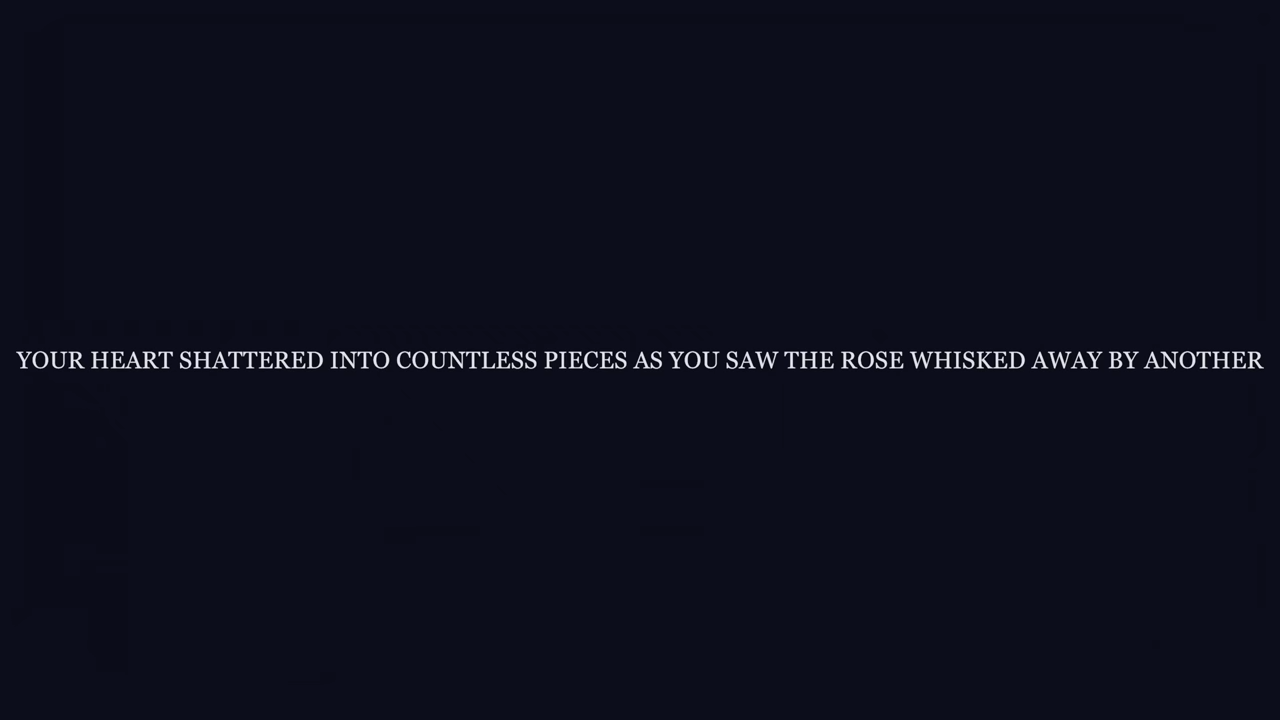 YOUR HEART SHATTERED INTO COUNTLESS PIECES AS YOU SAW THE ROSE WHISKED AWAY BY ANOTHER